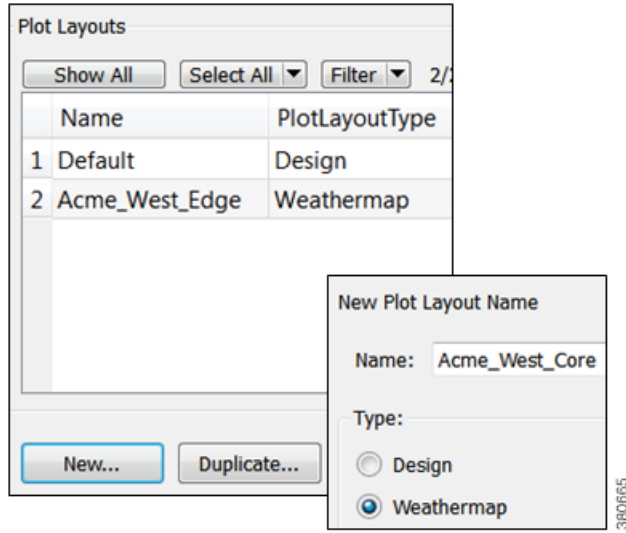 Plot Layouts
Show All Select All Filter 2/2
Name PlotLayoutType
1 Default Design
2 Acme_West_Edge Weathermap
New... Duplicate...
New Plot Layout Name
Name: Acme_West_Core
Type:
Design
Weathermap
380665